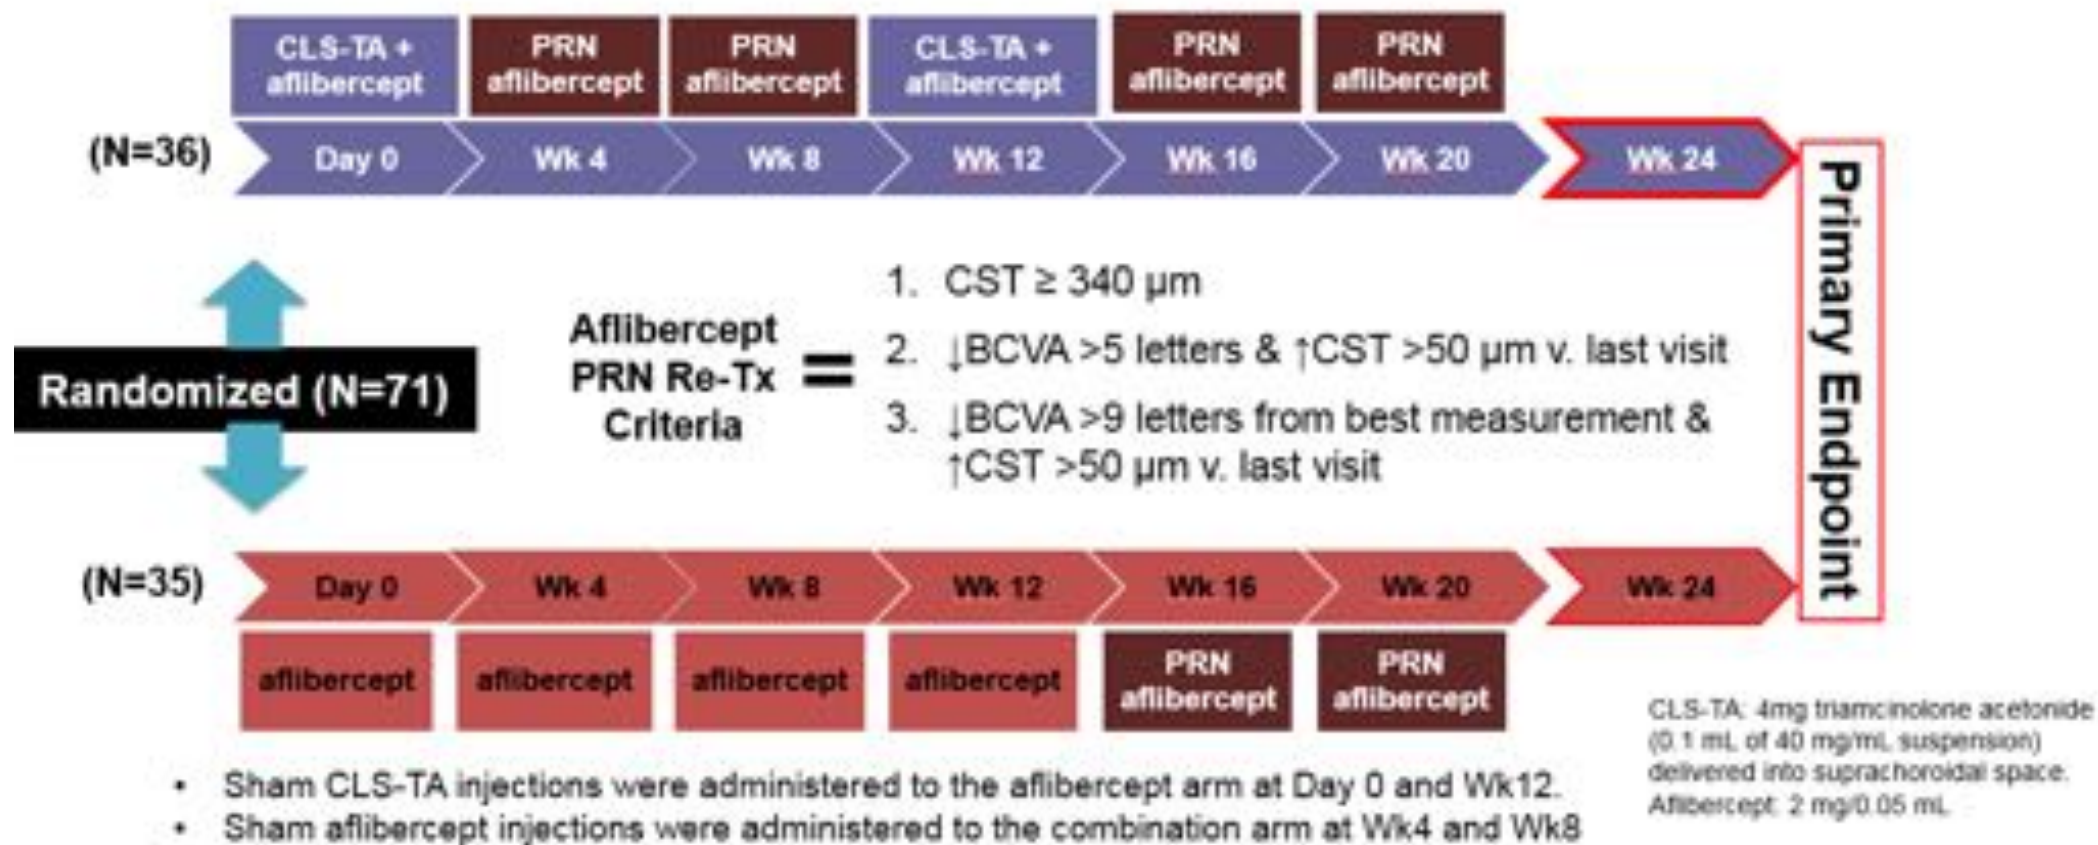 CLS-TA +
aflibercept
PRN
aflibercept
PRN
aflibercept
CLS-TA +
aflibercept
PRN
aflibercept
PRN
aflibercept
(N=36)
Day 0
Wk 4
Wk 8
Wk 12
Wk 16
Wk 20
Wk 24
Primary Endpoint
Randomized (N=71)
Aflibercept
PRN Re-Tx
Criteria
=
1. CST ≥ 340 µm
2. ↓BCVA >5 letters & ↑CST >50 µm v. last visit
3. ↓BCVA >9 letters from best measurement &
↑CST >50 µm v. last visit
(N=35)
Day 0
Wk 4
Wk 8
Wk 12
Wk 16
Wk 20
Wk 24
aflibercept
aflibercept
aflibercept
aflibercept
PRN
aflibercept
PRN
aflibercept
CLS-TA: 4mg triamcinolone acetonide
(0.1 mL of 40 mg/mL suspension)
delivered into suprachoroidal space.
Aflibercept: 2 mg/0.05 mL
• Sham CLS-TA injections were administered to the aflibercept arm at Day 0 and Wk12.
• Sham aflibercept injections were administered to the combination arm at Wk4 and Wk8